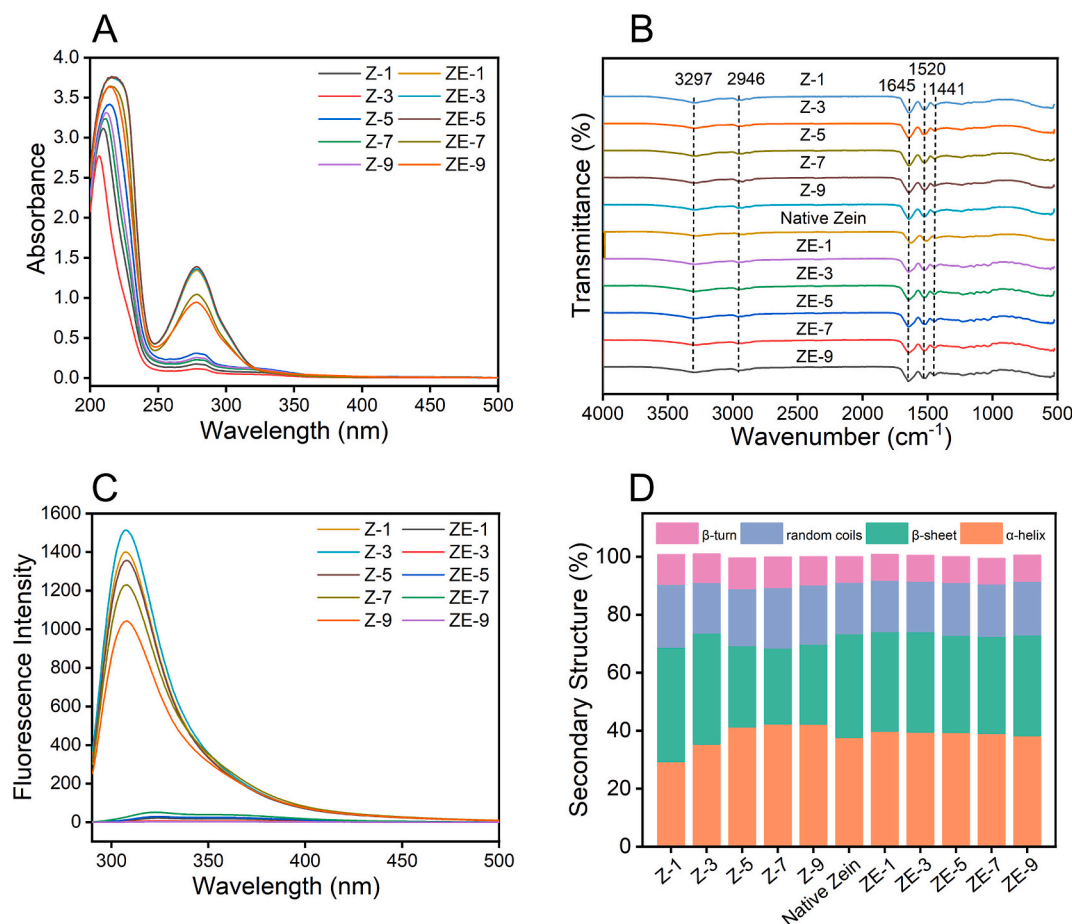 A
4.0
3.5
3.0
2.5
2.0
1.5
1.0
0.5
0.0
Absorbance
Z-1 ZE-1
Z-3 ZE-3
Z-5 ZE-5
Z-7 ZE-7
Z-9 ZE-9
200 250 300 350 400 450 500
Wavelength (nm)
B
Transmittance (%)
3297 2946 Z-1 1645 1520 1441
Z-3
Z-5
Z-7
Z-9
Native Zein
ZE-1
ZE-3
ZE-5
ZE-7
ZE-9
4000 3500 3000 2500 2000 1500 1000 500
Wavenumber (cm⁻¹)
C
1600
1400
1200
1000
800
600
400
200
0
Fluorescence Intensity
Z-1 ZE-1
Z-3 ZE-3
Z-5 ZE-5
Z-7 ZE-7
Z-9 ZE-9
300 350 400 450 500
Wavelength (nm)
D
β-turn random coils β-sheet α-helix
100
80
60
40
20
0
Secondary Structure (%)
Z-1 Z-3 Z-5 Z-7 Z-9 Native Zein ZE-1 ZE-3 ZE-5 ZE-7 ZE-9